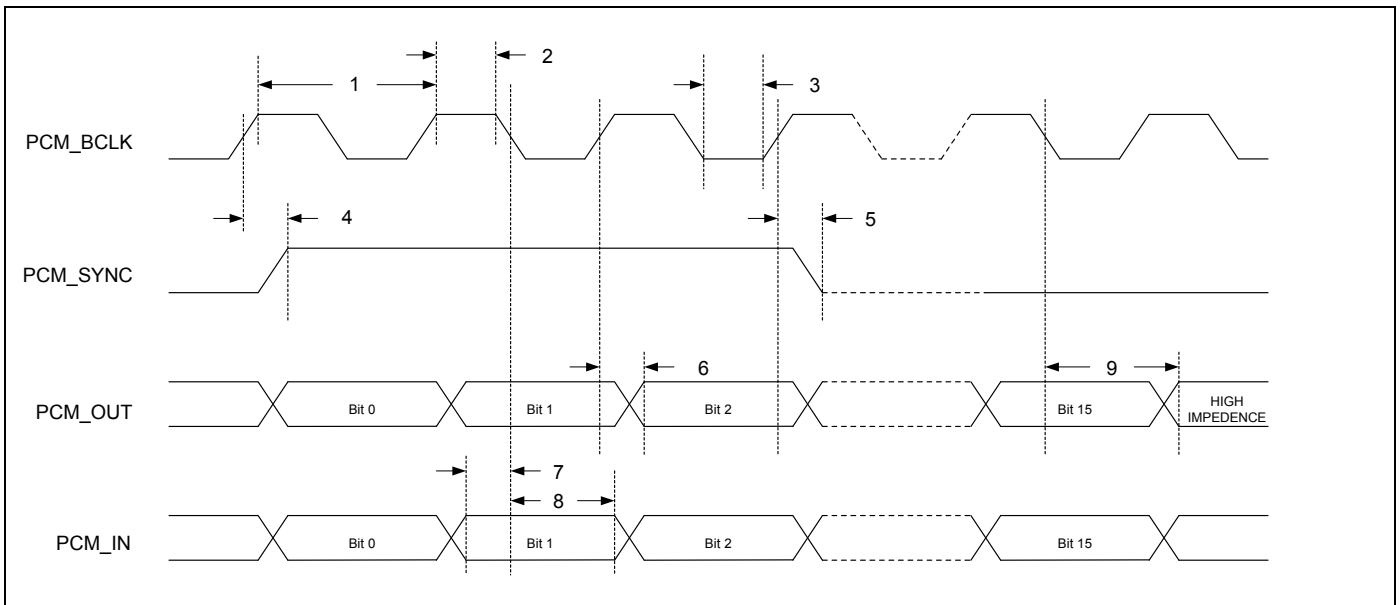 2
1
3
PCM_BCLK
4
5
PCM_SYNC
6
9
PCM_OUT
Bit 0
Bit 1
Bit 2
Bit 15
HIGH
IMPEDENCE
7
8
PCM_IN
Bit 0
Bit 1
Bit 2
Bit 15